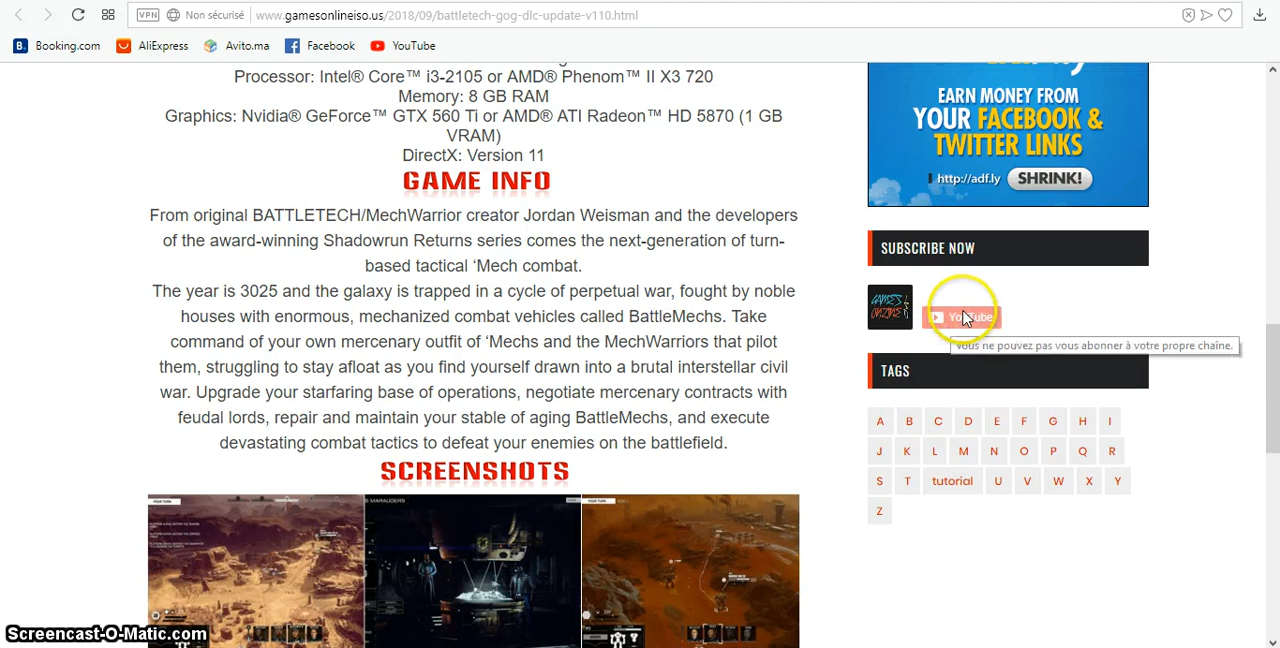 VPN Non sécurisé www.gamesonlineiso.us/2018/09/battletech-gog-dlc-update-v110.html
B. Booking.com AliExpress Avito.ma Facebook YouTube
Processor: Intel® Core™ i3-2105 or AMD® Phenom™ II X3 720
Memory: 8 GB RAM
Graphics: Nvidia® GeForce™ GTX 560 Ti or AMD® ATI Radeon™ HD 5870 (1 GB
VRAM)
DirectX: Version 11
GAME INFO
From original BATTLETECH/MechWarrior creator Jordan Weisman and the developers
of the award-winning Shadowrun Returns series comes the next-generation of turn-
based tactical ‘Mech combat.
The year is 3025 and the galaxy is trapped in a cycle of perpetual war, fought by noble
houses with enormous, mechanized combat vehicles called BattleMechs. Take
command of your own mercenary outfit of ‘Mechs and the MechWarriors that pilot
them, struggling to stay afloat as you find yourself drawn into a brutal interstellar civil
war. Upgrade your starfaring base of operations, negotiate mercenary contracts with
feudal lords, repair and maintain your stable of aging BattleMechs, and execute
devastating combat tactics to defeat your enemies on the battlefield.
SCREENSHOTS
YOUR TURN
MARAUDERS
YOUR TURN
EARN MONEY FROM
YOUR FACEBOOK &
TWITTER LINKS
http://adf.ly SHRINK!
SUBSCRIBE NOW
GAMES
ONLINE
YouTube
Vous ne pouvez pas vous abonner à votre propre chaîne.
TAGS
A B C D E F G H I
J K L M N O P Q R
S T tutorial U V W X Y
Z
Screencast-O-Matic.com